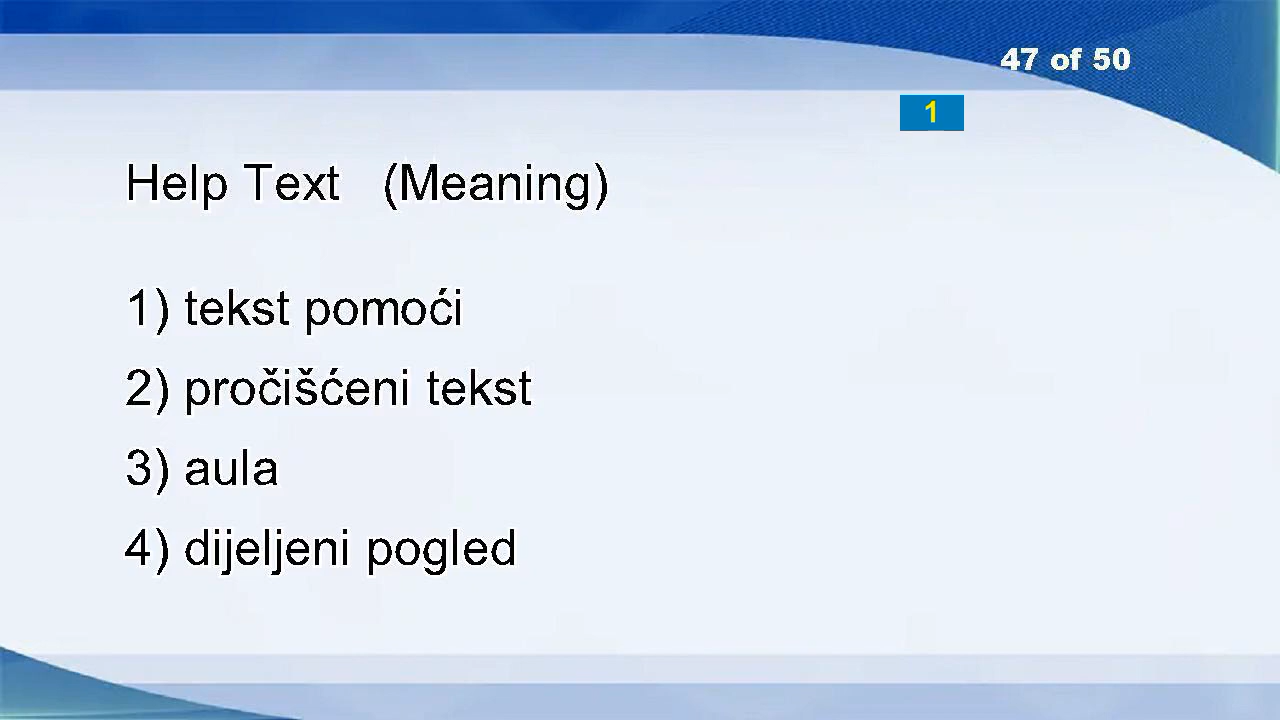 47 of 50
1
Help Text (Meaning)
1) tekst pomoći
2) pročišćeni tekst
3) aula
4) dijeljeni pogled